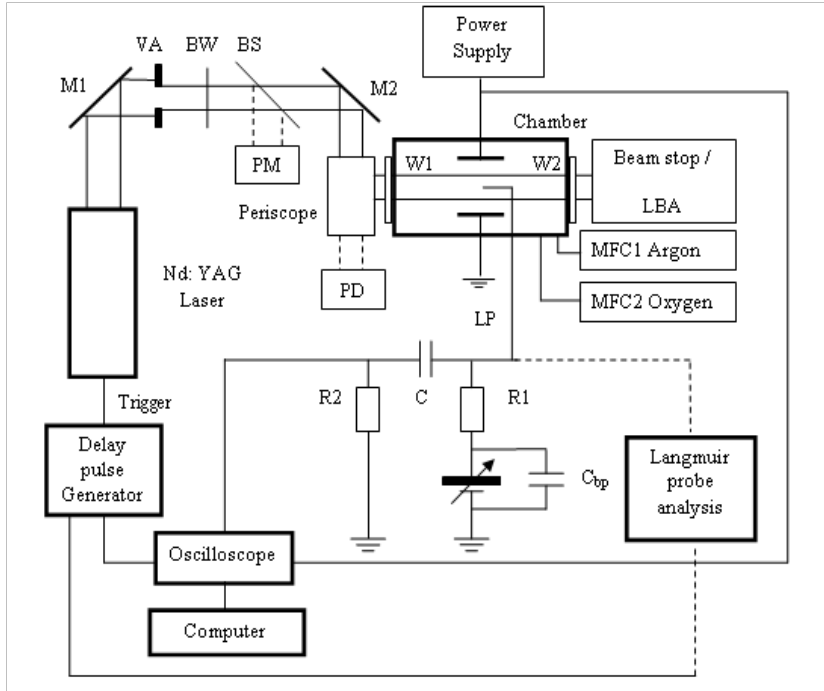 Power
Supply
VA
BW
BS
M1
M2
Chamber
W1
W2
Beam stop /
LBA
PM
Periscope
MFC1 Argon
Nd: YAG
Laser
PD
MFC2 Oxygen
LP
Trigger
R2
C
R1
Delay
pulse
Generator
Cbp
Langmuir
probe
analysis
Oscilloscope
Computer